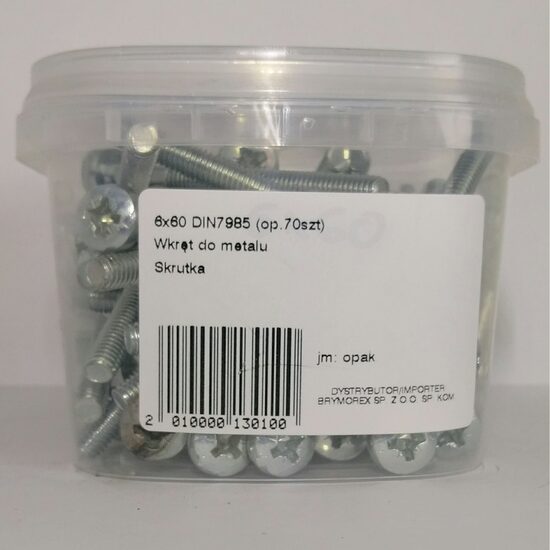 6x60 DIN7985 (op.70szt)
Wkręt do metalu
Skrutka
jm: opak
2 010000 130100
DYSTRYBUTOR/IMPORTER
BRYMOREX SP. Z O.O. SP. KOM